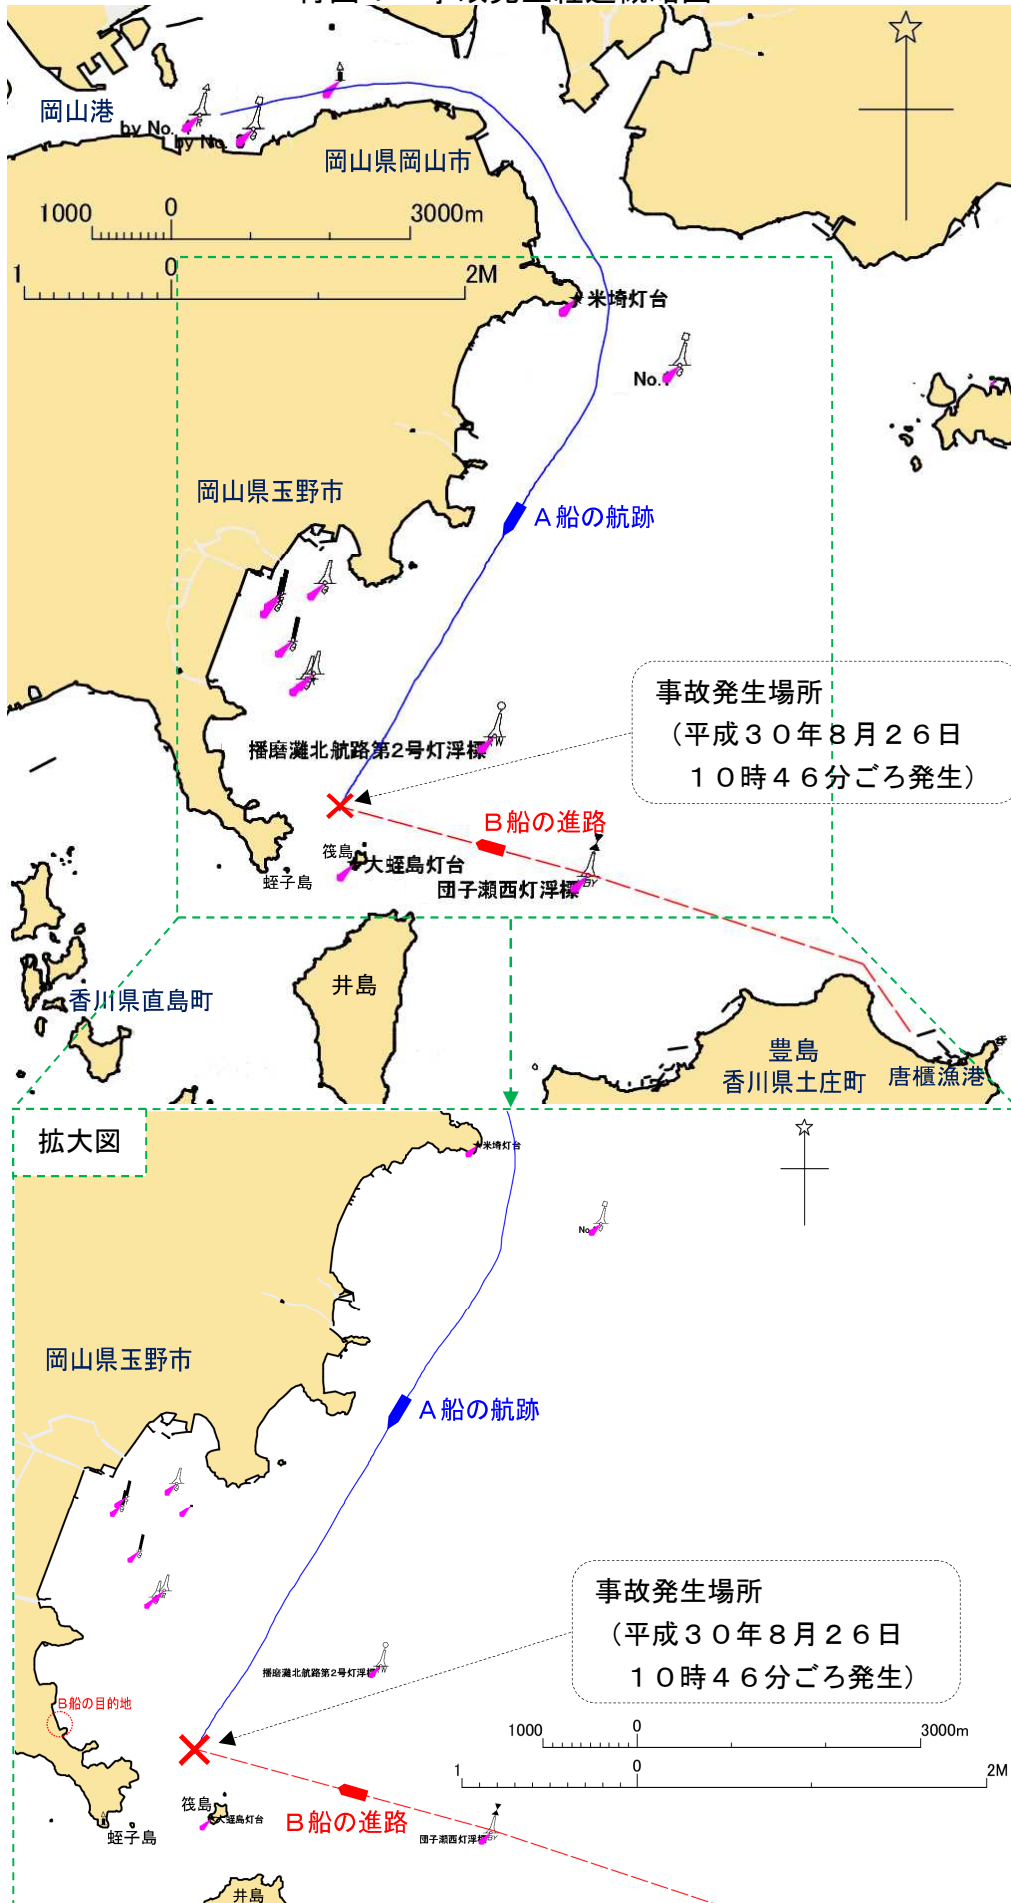 岡山港
by No.
by No.
岡山県岡山市
1000 0 3000m
1 0 2M
米埼灯台
No.
岡山県玉野市
A船の航跡
事故発生場所
(平成30年8月26日
10時46分ごろ発生)
播磨灘北航路第2号灯浮標
B船の進路
筏島
大蛭島灯台
蛭子島
団子瀬西灯浮標
BY
井島
香川県直島町
豊島
香川県土庄町
唐櫃漁港
拡大図
米埼灯台
No.
岡山県玉野市
A船の航跡
事故発生場所
(平成30年8月26日
10時46分ごろ発生)
播磨灘北航路第2号灯浮標
B船の目的地
1000 0 3000m
1 0 2M
筏島
大蛭島灯台
B船の進路
団子瀬西灯浮標
BY
蛭子島
井島